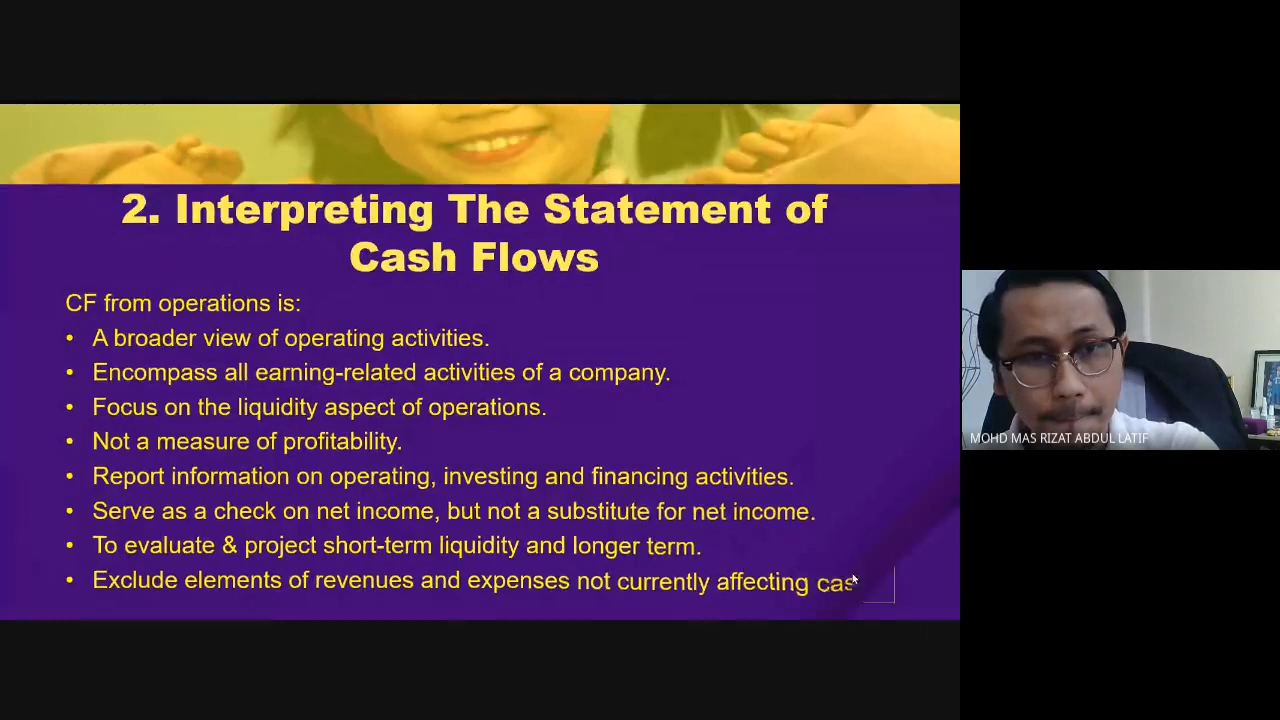 2. Interpreting The Statement of
Cash Flows
CF from operations is:
• A broader view of operating activities.
• Encompass all earning-related activities of a company.
• Focus on the liquidity aspect of operations.
• Not a measure of profitability.
• Report information on operating, investing and financing activities.
• Serve as a check on net income, but not a substitute for net income.
• To evaluate & project short-term liquidity and longer term.
• Exclude elements of revenues and expenses not currently affecting cas
MOHD MAS RIZAT ABDUL LATIF